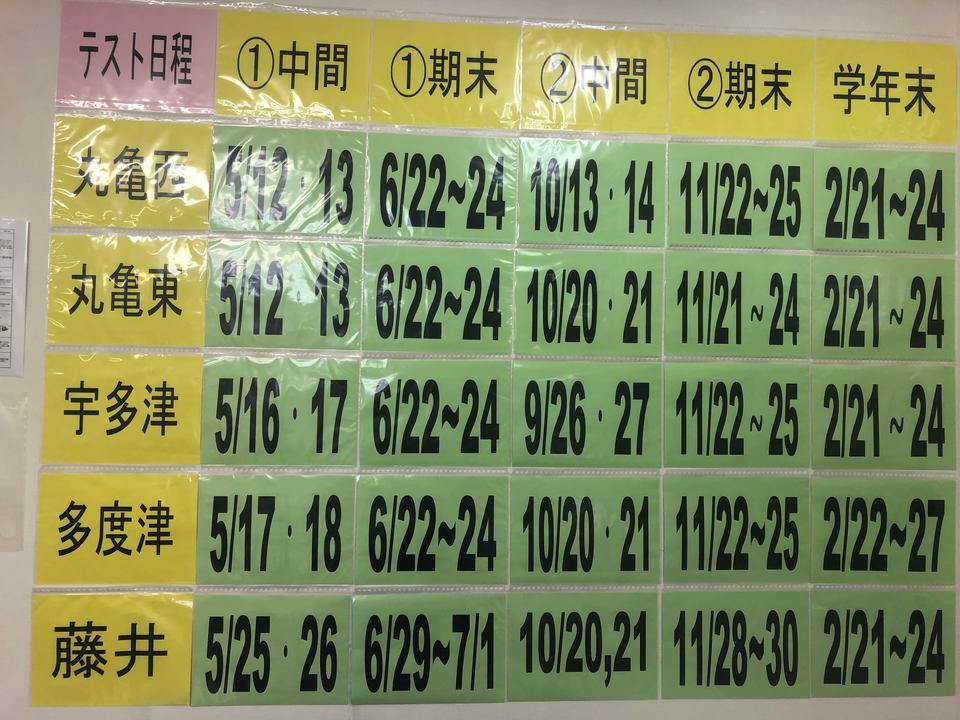 テスト日程 ①中間 ①期末 ②中間 ②期末 学年末
丸亀西 5/12・13 6/22~24 10/13・14 11/22~25 2/21~24
丸亀東 5/12・13 6/22~24 10/20・21 11/21~24 2/21~24
宇多津 5/16・17 6/22~24 9/26・27 11/22~25 2/21~24
多度津 5/17・18 6/22~24 10/20・21 11/22~25 2/22~27
藤井 5/25・26 6/29~7/1 10/20,21 11/28~30 2/21~24